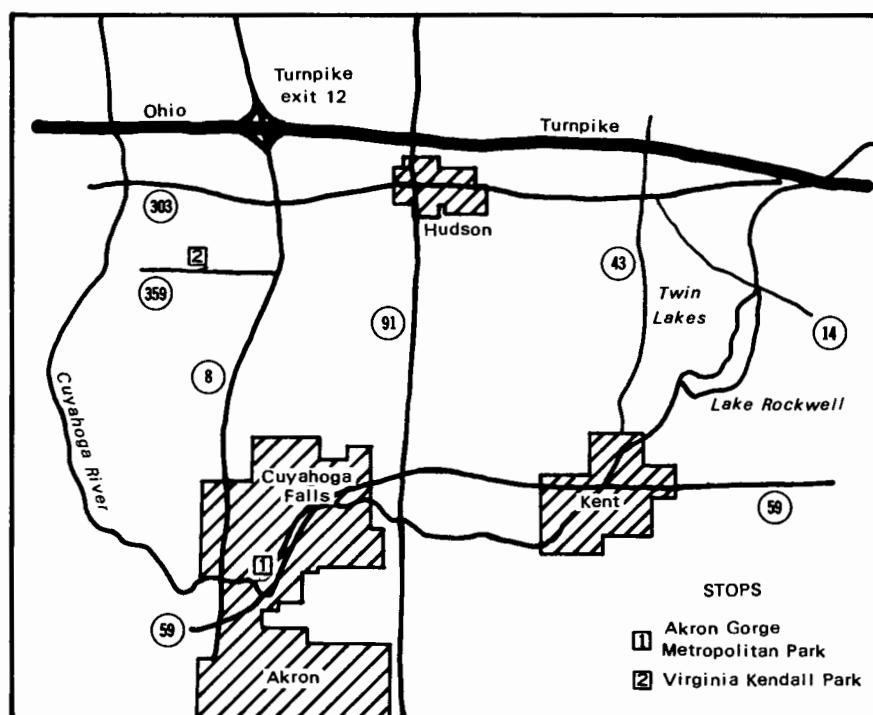 Turnpike
exit 12
Ohio
Turnpike
303
Hudson
2
359
43
Twin
Lakes
91
14
8
Cuyahoga River
Lake Rockwell
Cuyahoga
Falls
Kent
59
1
59
Akron
STOPS
1 Akron Gorge
Metropolitan Park
2 Virginia Kendall Park